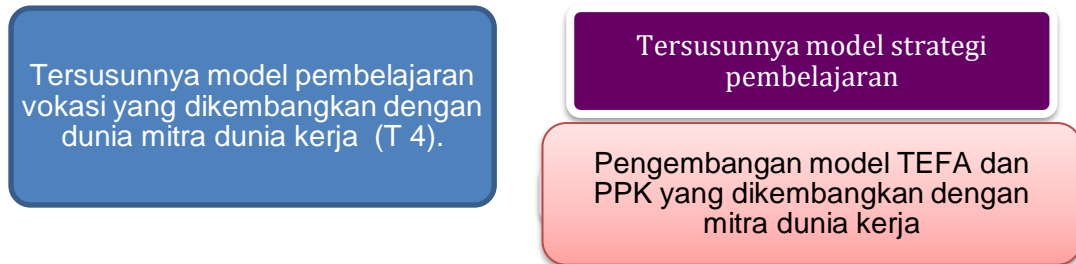 Tersusunnya model pembelajaran
vokasi yang dikembangkan dengan
dunia mitra dunia kerja (T 4).
Tersusunnya model strategi
pembelajaran
Pengembangan model TEFA dan
PPK yang dikembangkan dengan
mitra dunia kerja